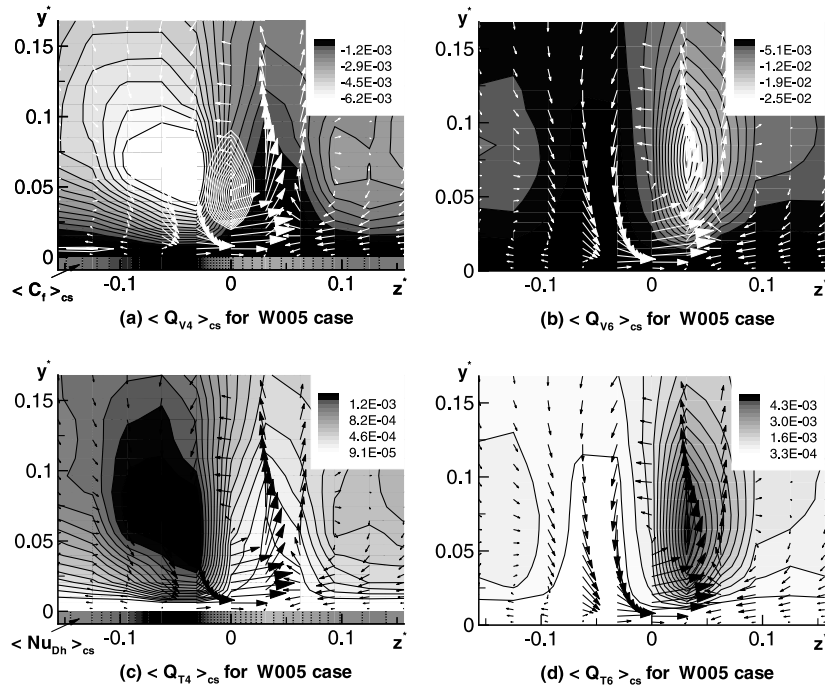 y*
0.15
0.1
0.05
0
-1.2E-03
-2.9E-03
-4.5E-03
-6.2E-03
-0.1
0
0.1
z*
< Cf >cs
(a) < QV4 >cs for W005 case
y*
0.15
0.1
0.05
0
-5.1E-03
-1.2E-02
-1.9E-02
-2.5E-02
-0.1
0
0.1
z*
(b) < QV6 >cs for W005 case
y*
0.15
0.1
0.05
0
1.2E-03
8.2E-04
4.6E-04
9.1E-05
-0.1
0
0.1
z*
< NuDh >cs
(c) < QT4 >cs for W005 case
y*
0.15
0.1
0.05
0
4.3E-03
3.0E-03
1.6E-03
3.3E-04
-0.1
0
0.1
z*
(d) < QT6 >cs for W005 case